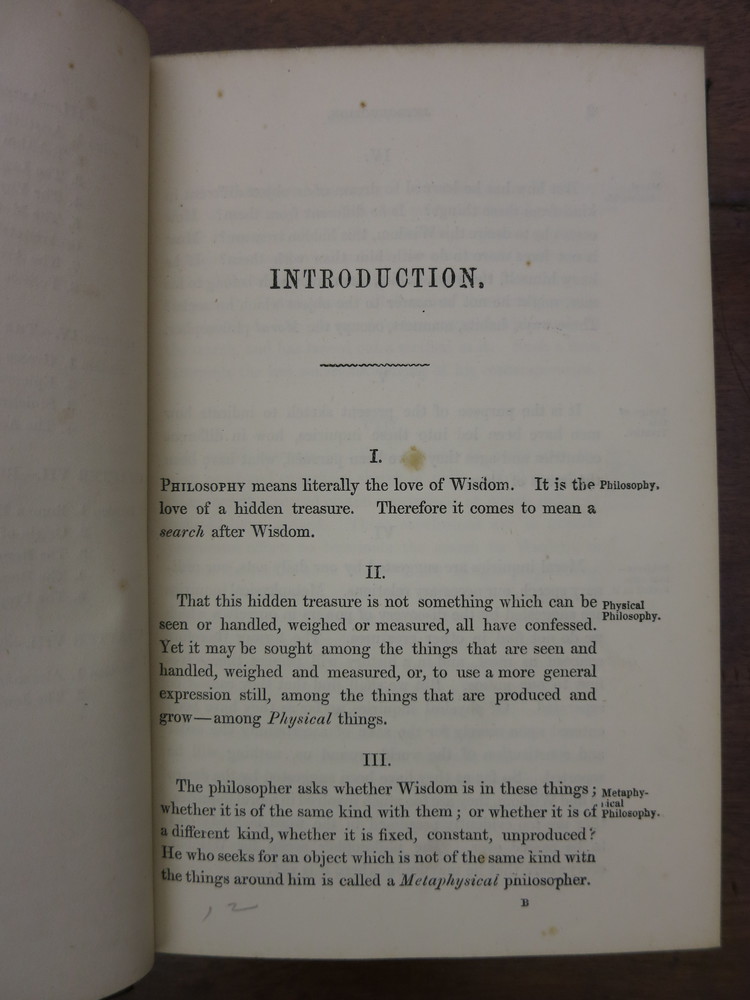 INTRODUCTION.
I.
PHILOSOPHY means literally the love of Wisdom. It is the
Philosophy.
love of a hidden treasure. Therefore it comes to mean a
search after Wisdom.
II.
That this hidden treasure is not something which can be
Physical
Philosophy.
seen or handled, weighed or measured, all have confessed.
Yet it may be sought among the things that are seen and
handled, weighed and measured, or, to use a more general
expression still, among the things that are produced and
grow—among Physical things.
III.
The philosopher asks whether Wisdom is in these things;
Metaphy-
sical
Philosophy.
whether it is of the same kind with them; or whether it is of
a different kind, whether it is fixed, constant, unproduced?
He who seeks for an object which is not of the same kind with
the things around him is called a Metaphysical philosopher.
B
12